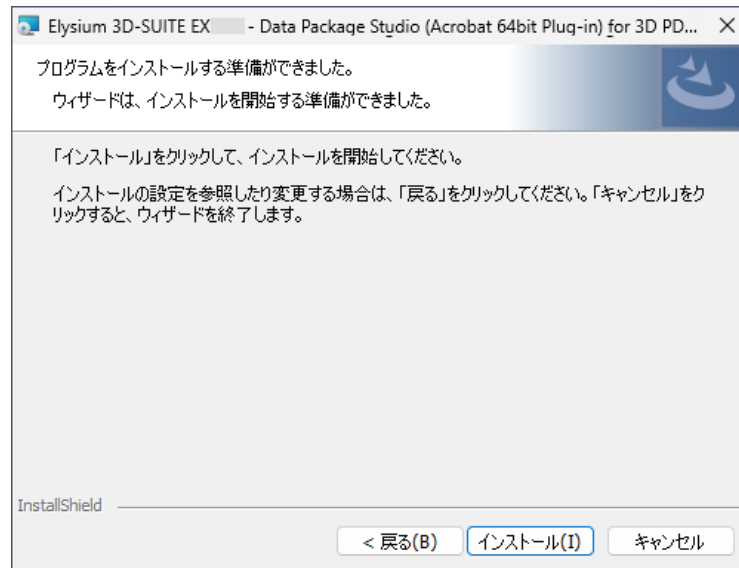 Elysium 3D-SUITE EX - Data Package Studio (Acrobat 64bit Plug-in) for 3D PD...
プログラムをインストールする準備ができました。
ウィザードは、インストールを開始する準備ができました。
「インストール」をクリックして、インストールを開始してください。
インストールの設定を参照したり変更する場合は、「戻る」をクリックしてください。「キャンセル」をク
リックすると、ウィザードを終了します。
InstallShield
< 戻る(B)
インストール(I)
キャンセル